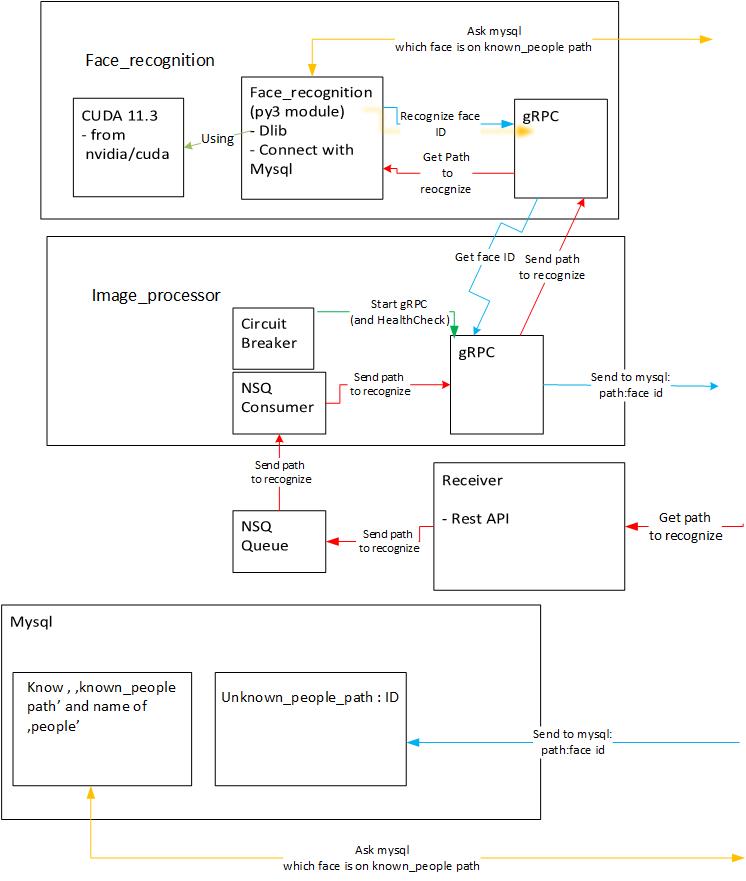 Ask mysql
which face is on known_people path
Face_recognition
CUDA 11.3
- from
nvidia/cuda
Using
Face_recognition
(py3 module)
- Dlib
- Connect with
Mysql
Recognize face
ID
Get Path
to
reocgnize
gRPC
Get face ID
Send path
to recognize
Image_processor
Circuit
Breaker
Start gRPC
(and HealthCheck)
gRPC
NSQ
Consumer
Send path
to recognize
Send to mysql:
path:face id
Send path
to recognize
NSQ
Queue
Send path
to recognize
Receiver
- Rest API
Get path
to recognize
Mysql
Know , ,known_people
path’ and name of
,people’
Unknown_people_path : ID
Send to mysql:
path:face id
Ask mysql
which face is on known_people path